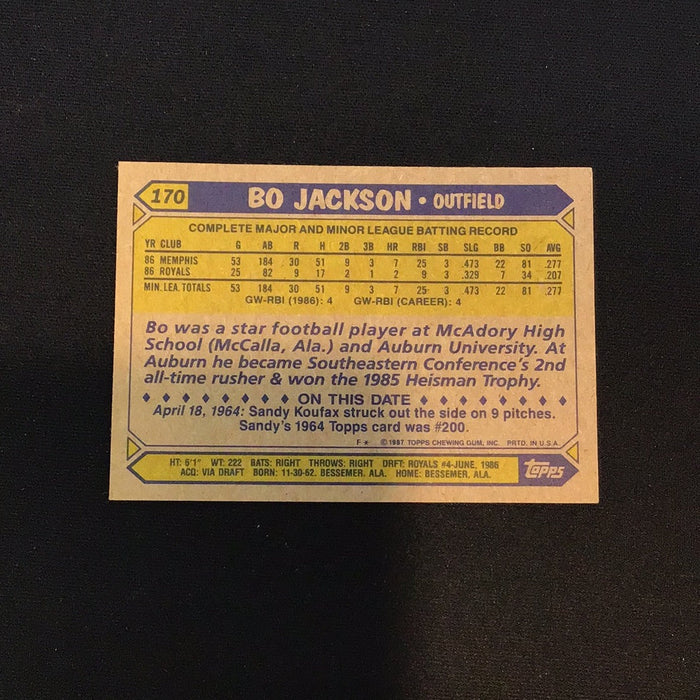 170 BO JACKSON • OUTFIELD
COMPLETE MAJOR AND MINOR LEAGUE BATTING RECORD
YR CLUB G AB R H 2B 3B HR RBI SB SLG BB SO AVG
86 MEMPHIS 53 184 30 51 9 3 7 25 3 .473 22 81 .277
86 ROYALS 25 82 9 17 2 1 2 9 3 .329 7 34 .207
MIN. LEA. TOTALS 53 184 30 51 9 3 7 25 3 .473 22 81 .277
GW-RBI (1986): 4 GW-RBI (CAREER): 4
Bo was a star football player at McAdory High
School (McCalla, Ala.) and Auburn University. At
Auburn he became Southeastern Conference's 2nd
all-time rusher & won the 1985 Heisman Trophy.
♦ ♦ ♦ ♦ ♦ ♦ ♦ ♦ ON THIS DATE ♦ ♦ ♦ ♦ ♦ ♦ ♦ ♦
April 18, 1964: Sandy Koufax struck out the side on 9 pitches.
Sandy's 1964 Topps card was #200.
F* ©1987 TOPPS CHEWING GUM, INC. PRTD. IN U.S.A.
HT: 6'1" WT: 222 BATS: RIGHT THROWS: RIGHT DRFT: ROYALS #4-JUNE, 1986
ACQ: VIA DRAFT BORN: 11-30-62, BESSEMER, ALA. HOME: BESSEMER, ALA.
topps